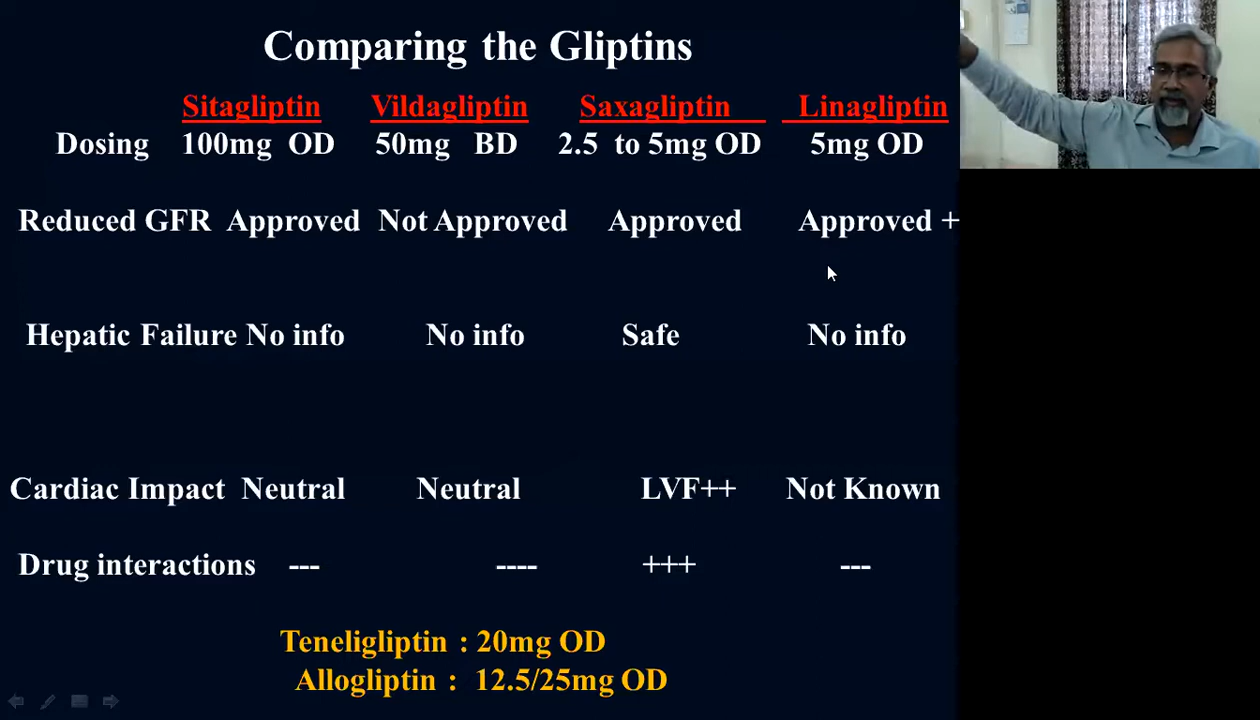 Comparing the Gliptins
Sitagliptin Vildagliptin Saxagliptin Linagliptin
Dosing 100mg OD 50mg BD 2.5 to 5mg OD 5mg OD
Reduced GFR Approved Not Approved Approved Approved +
Hepatic Failure No info No info Safe No info
Cardiac Impact Neutral Neutral LVF++ Not Known
Drug interactions --- ---- +++ ---
Teneligliptin : 20mg OD
Allogliptin : 12.5/25mg OD